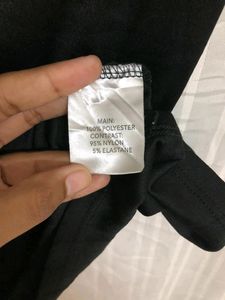 MAIN:
100% POLYESTER
CONTRAST:
95% NYLON
5% ELASTANE